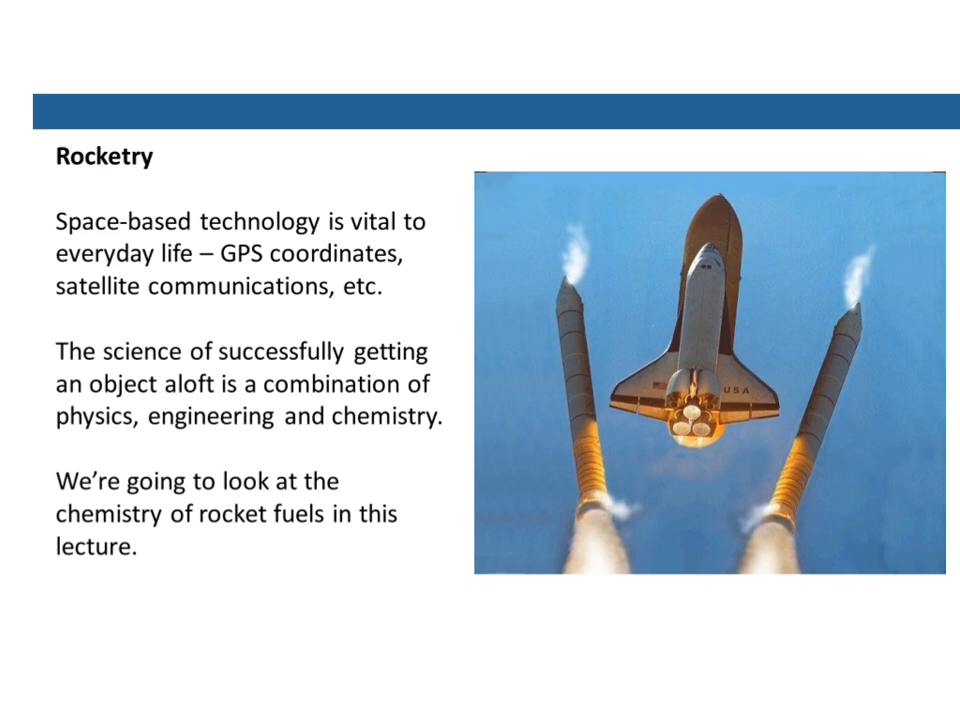 Rocketry
Space-based technology is vital to
everyday life – GPS coordinates,
satellite communications, etc.
The science of successfully getting
an object aloft is a combination of
physics, engineering and chemistry.
We’re going to look at the
chemistry of rocket fuels in this
lecture.
USA